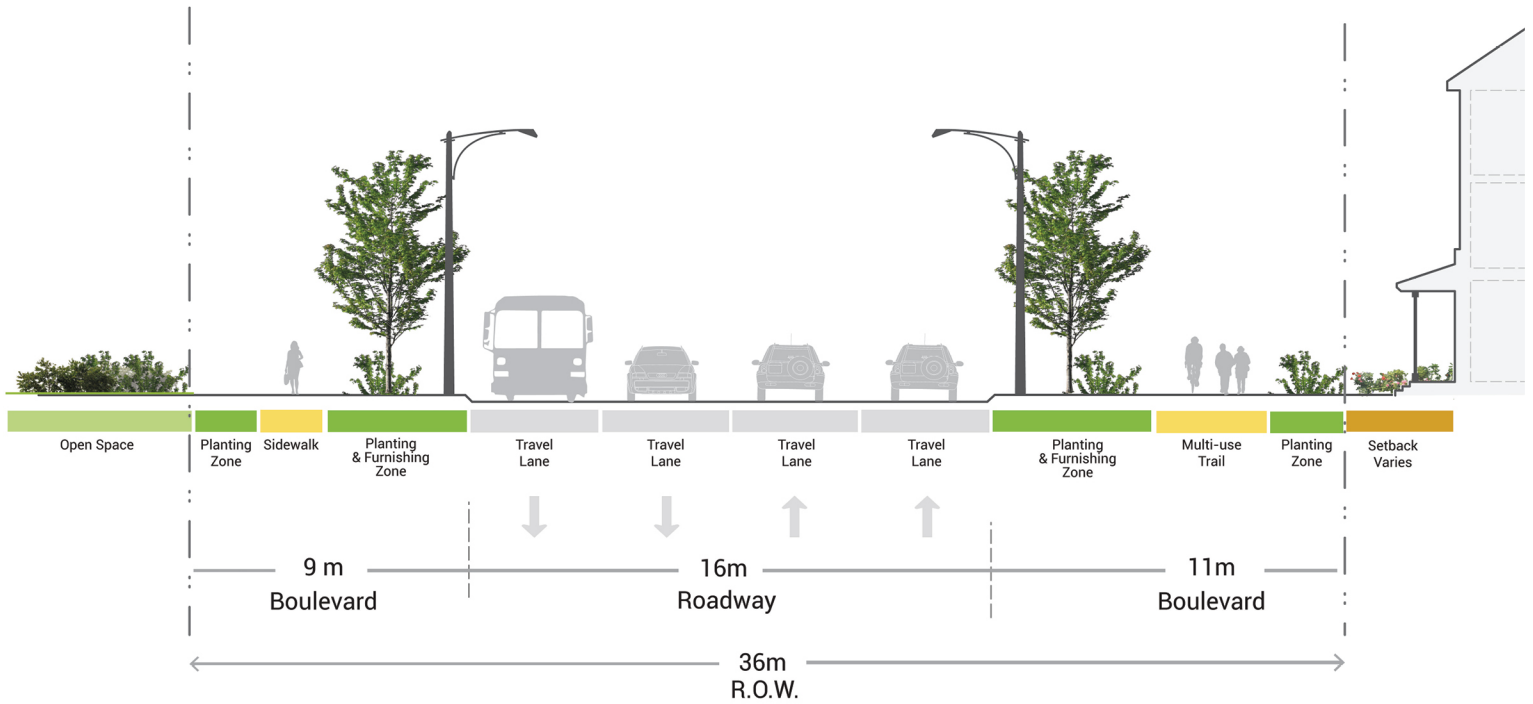 Open Space
Planting
Zone
Sidewalk
Planting
& Furnishing
Zone
Travel
Lane
Travel
Lane
Travel
Lane
Travel
Lane
Planting
& Furnishing
Zone
Multi-use
Trail
Planting
Zone
Setback
Varies
9 m
Boulevard
16m
Roadway
11m
Boulevard
36m
R.O.W.